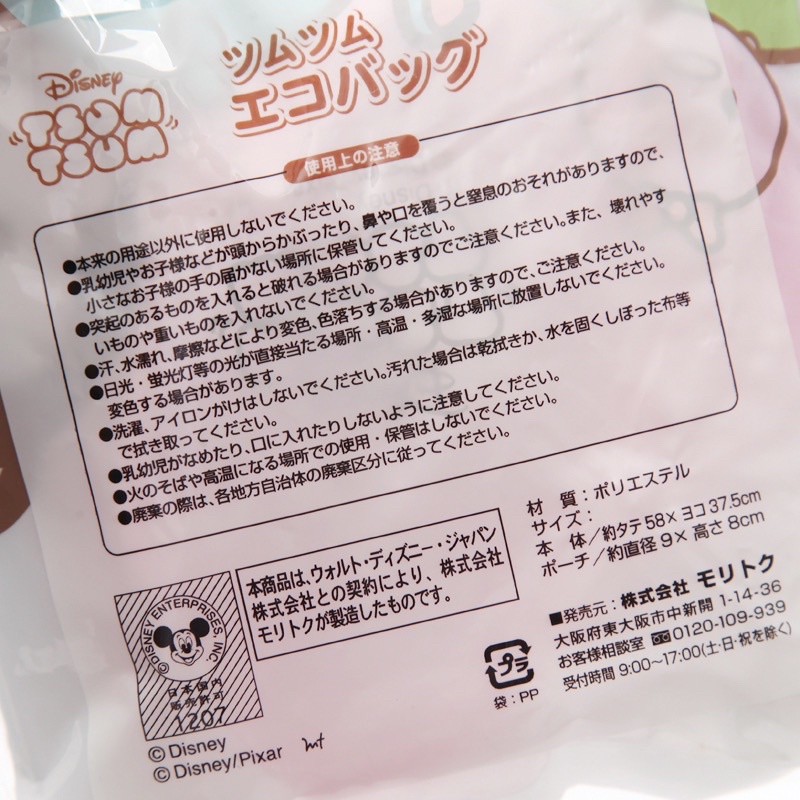 Disney
TSUM
TSUM
ツムツム
エコバッグ
使用上の注意
●本来の用途以外に使用しないでください。
●乳幼児やお子様などが頭からかぶったり、鼻や口を覆うと窒息のおそれがありますので、
小さなお子様の手の届かない場所に保管してください。
●突起のあるものを入れると破れる場合がありますのでご注意ください。また、壊れやす
いものや重いものを入れないでください。
●汗、水濡れ、摩擦などにより変色、色落ちする場合がありますので、ご注意ください。
●日光・蛍光灯等の光が直接当たる場所・高温・多湿な場所に放置しないでください。
変色する場合があります。
●洗濯、アイロンがけはしないでください。汚れた場合は乾拭きか、水を固くしぼった布等
で拭き取ってください。
●乳幼児がなめたり、口に入れたりしないように注意してください。
●火のそばや高温になる場所での使用・保管はしないでください。
●廃棄の際は、各地方自治体の廃棄区分に従ってください。
材 質：ポリエステル
サイズ：
本 体／約タテ58×ヨコ37.5cm
ポーチ／約直径9×高さ8cm
本商品は、ウォルト・ディズニー・ジャパン
株式会社との契約により、株式会社
モリトクが製造したものです。
©DISNEY ENTERPRISES, INC.
日本国内
販売許可
1207
©Disney
©Disney/Pixar
プラ
袋：PP
■発売元：株式会社 モリトク
大阪府東大阪市中新開 1-14-36
お客様相談室 0120-109-939
受付時間 9:00～17:00(土・日・祝を除く)